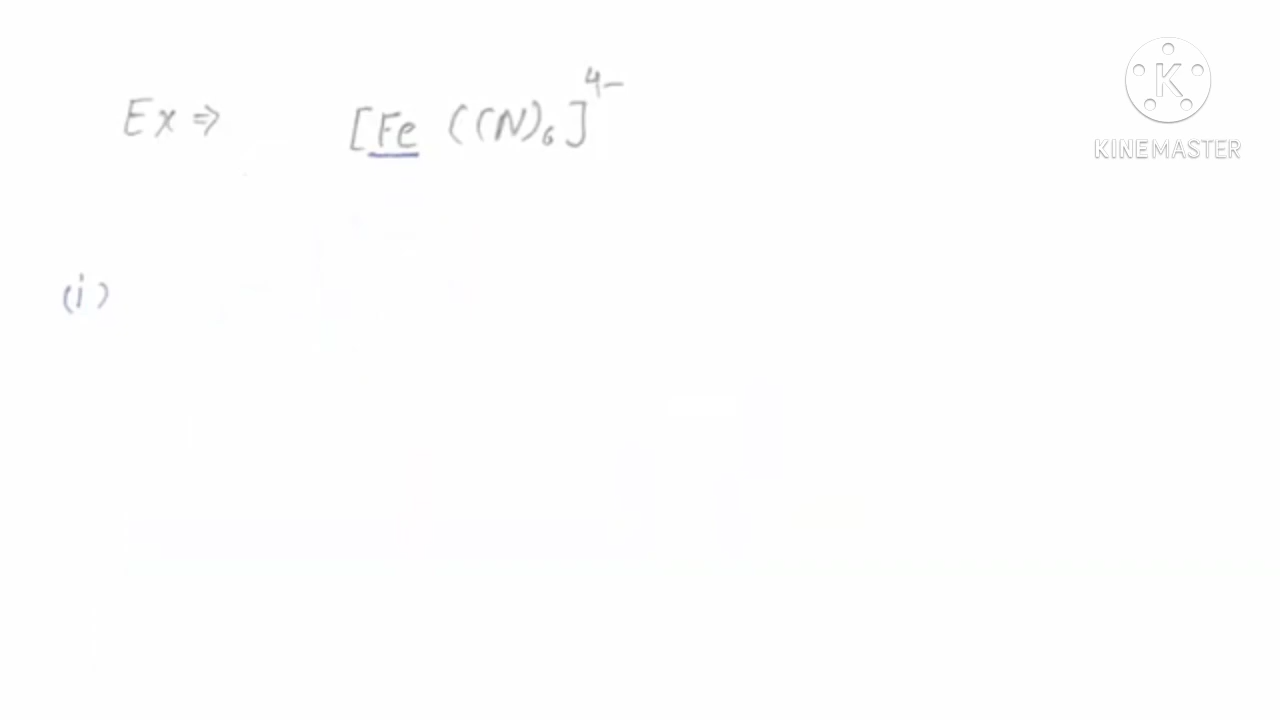 Ex ⇒ [Fe (CN)₆]⁴⁻
K
KINEMASTER
(i)